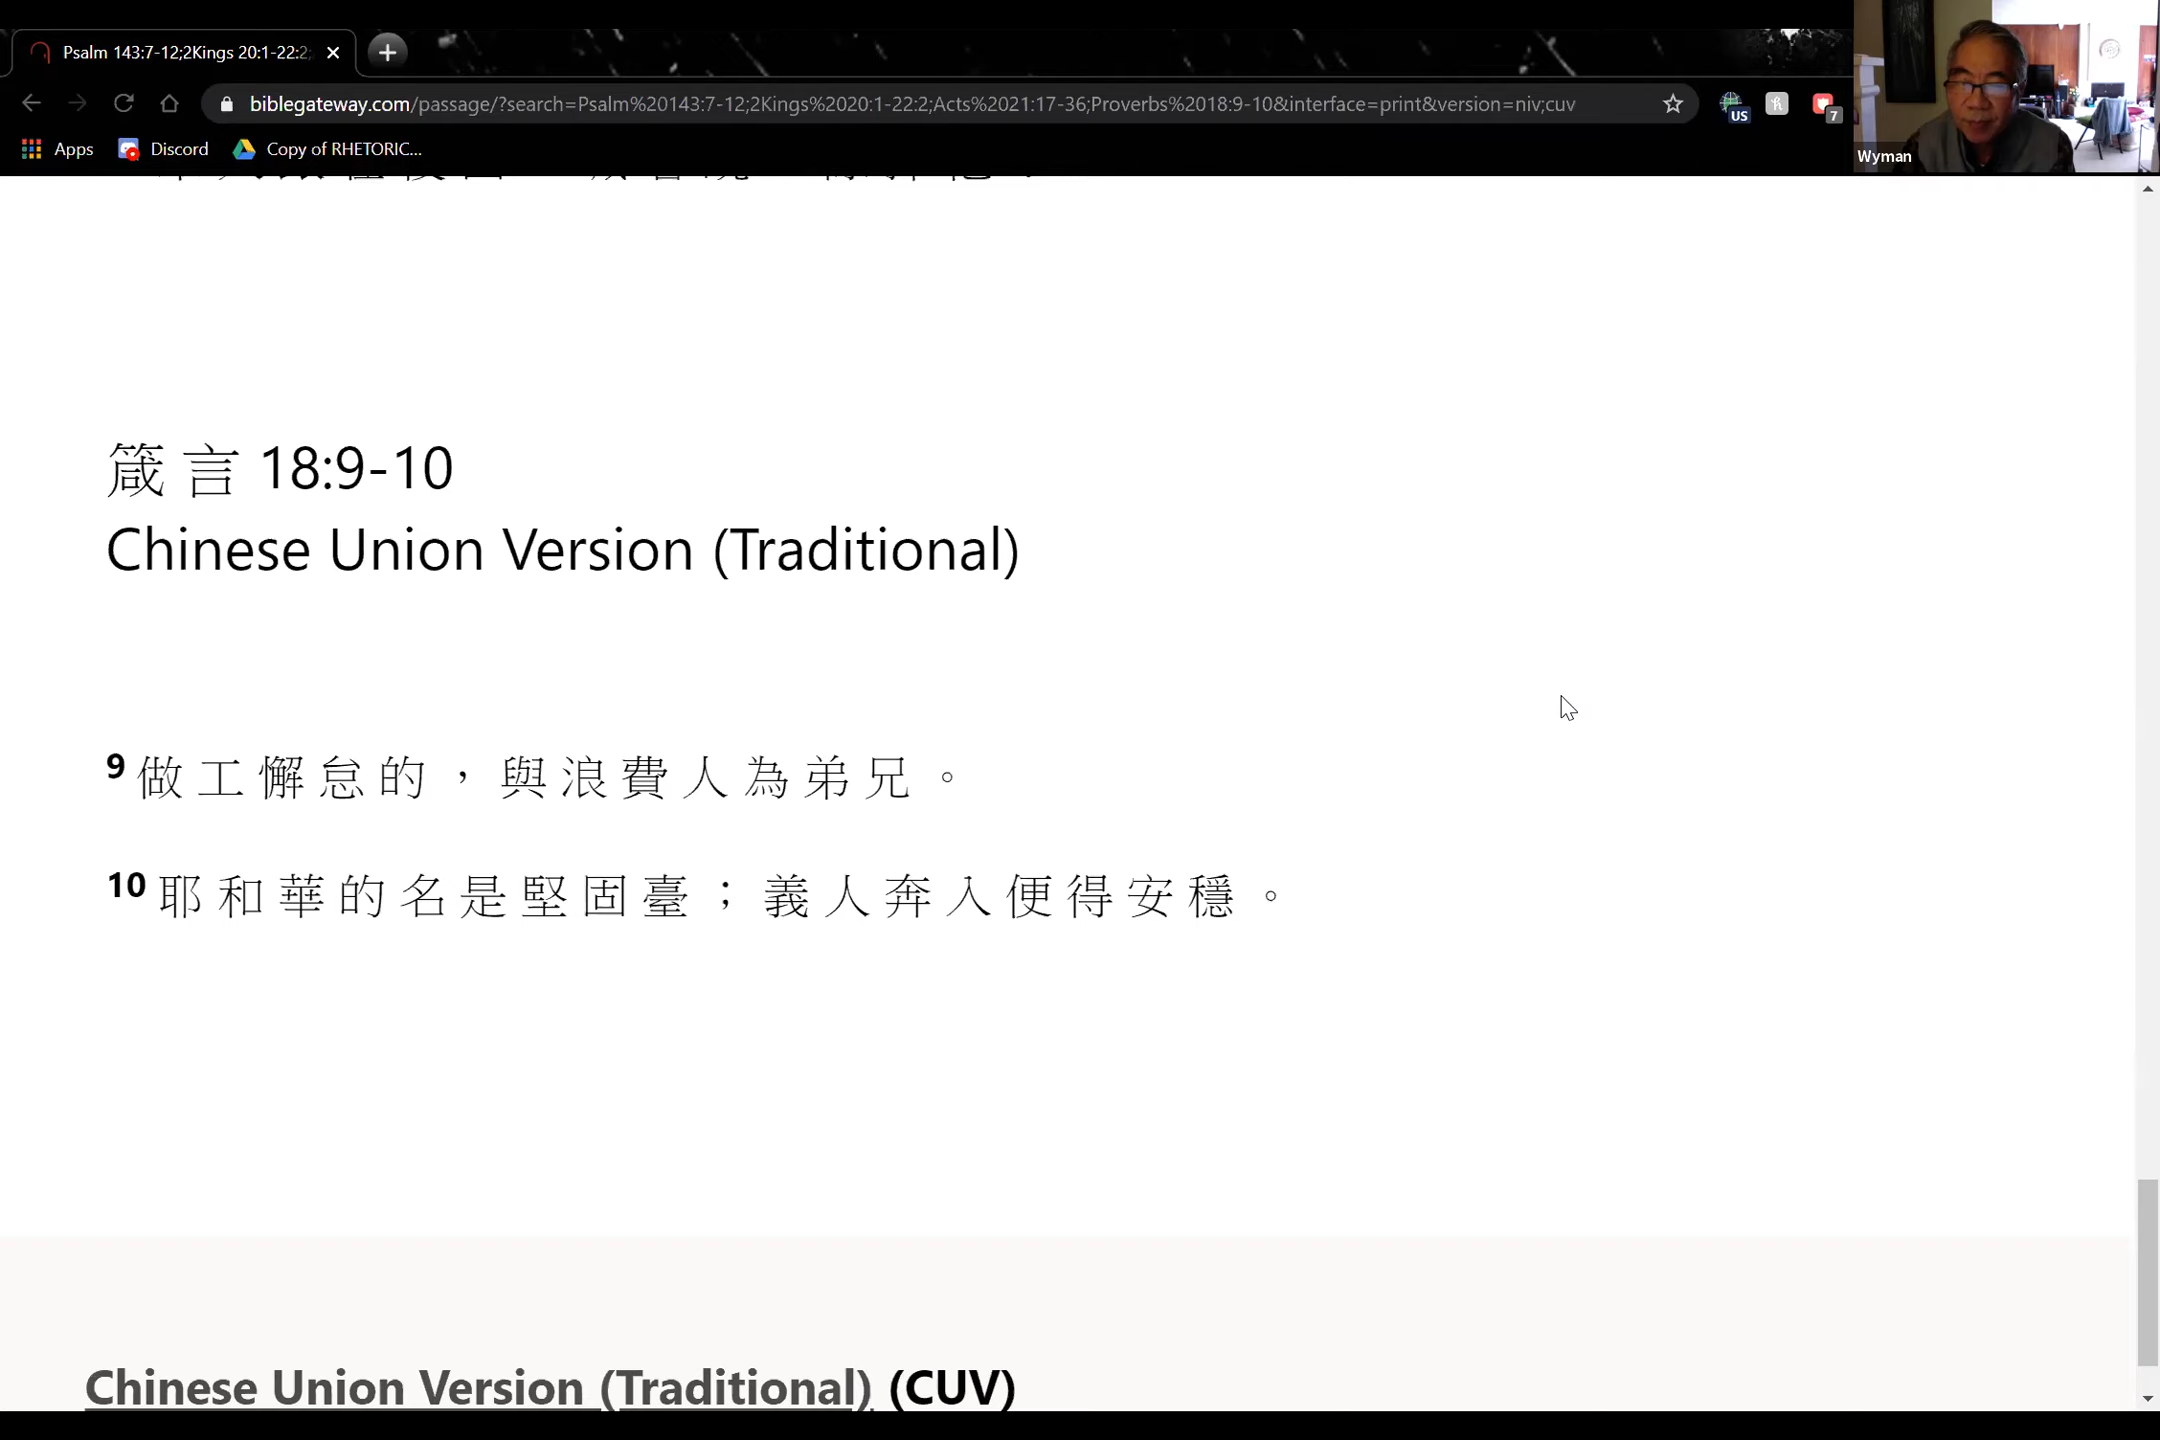 Psalm 143:7-12;2Kings 20:1-22:2;
biblegateway.com/passage/?search=Psalm%20143:7-12;2Kings%2020:1-22:2;Acts%2021:17-36;Proverbs%2018:9-10&interface=print&version=niv;cuv
US
7
Apps
Discord
Copy of RHETORIC...
Wyman
箴 言 18:9-10
Chinese Union Version (Traditional)
9 做 工 懈 怠 的 ， 與 浪 費 人 為 弟 兄 。
10 耶 和 華 的 名 是 堅 固 臺 ； 義 人 奔 入 便 得 安 穩 。
Chinese Union Version (Traditional) (CUV)